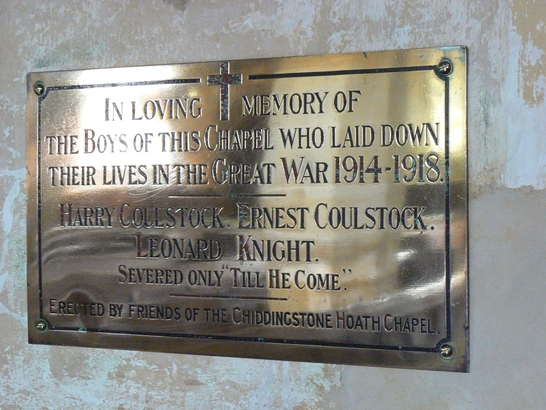 IN LOVING MEMORY OF
THE BOYS OF THIS CHAPEL WHO LAID DOWN
THEIR LIVES IN THE GREAT WAR 1914-1918.
HARRY COULSTOCK. ERNEST COULSTOCK.
LEONARD KNIGHT.
SEVERED ONLY "TILL HE COME".
ERECTED BY FRIENDS OF THE CHIDDINGSTONE HOATH CHAPEL.